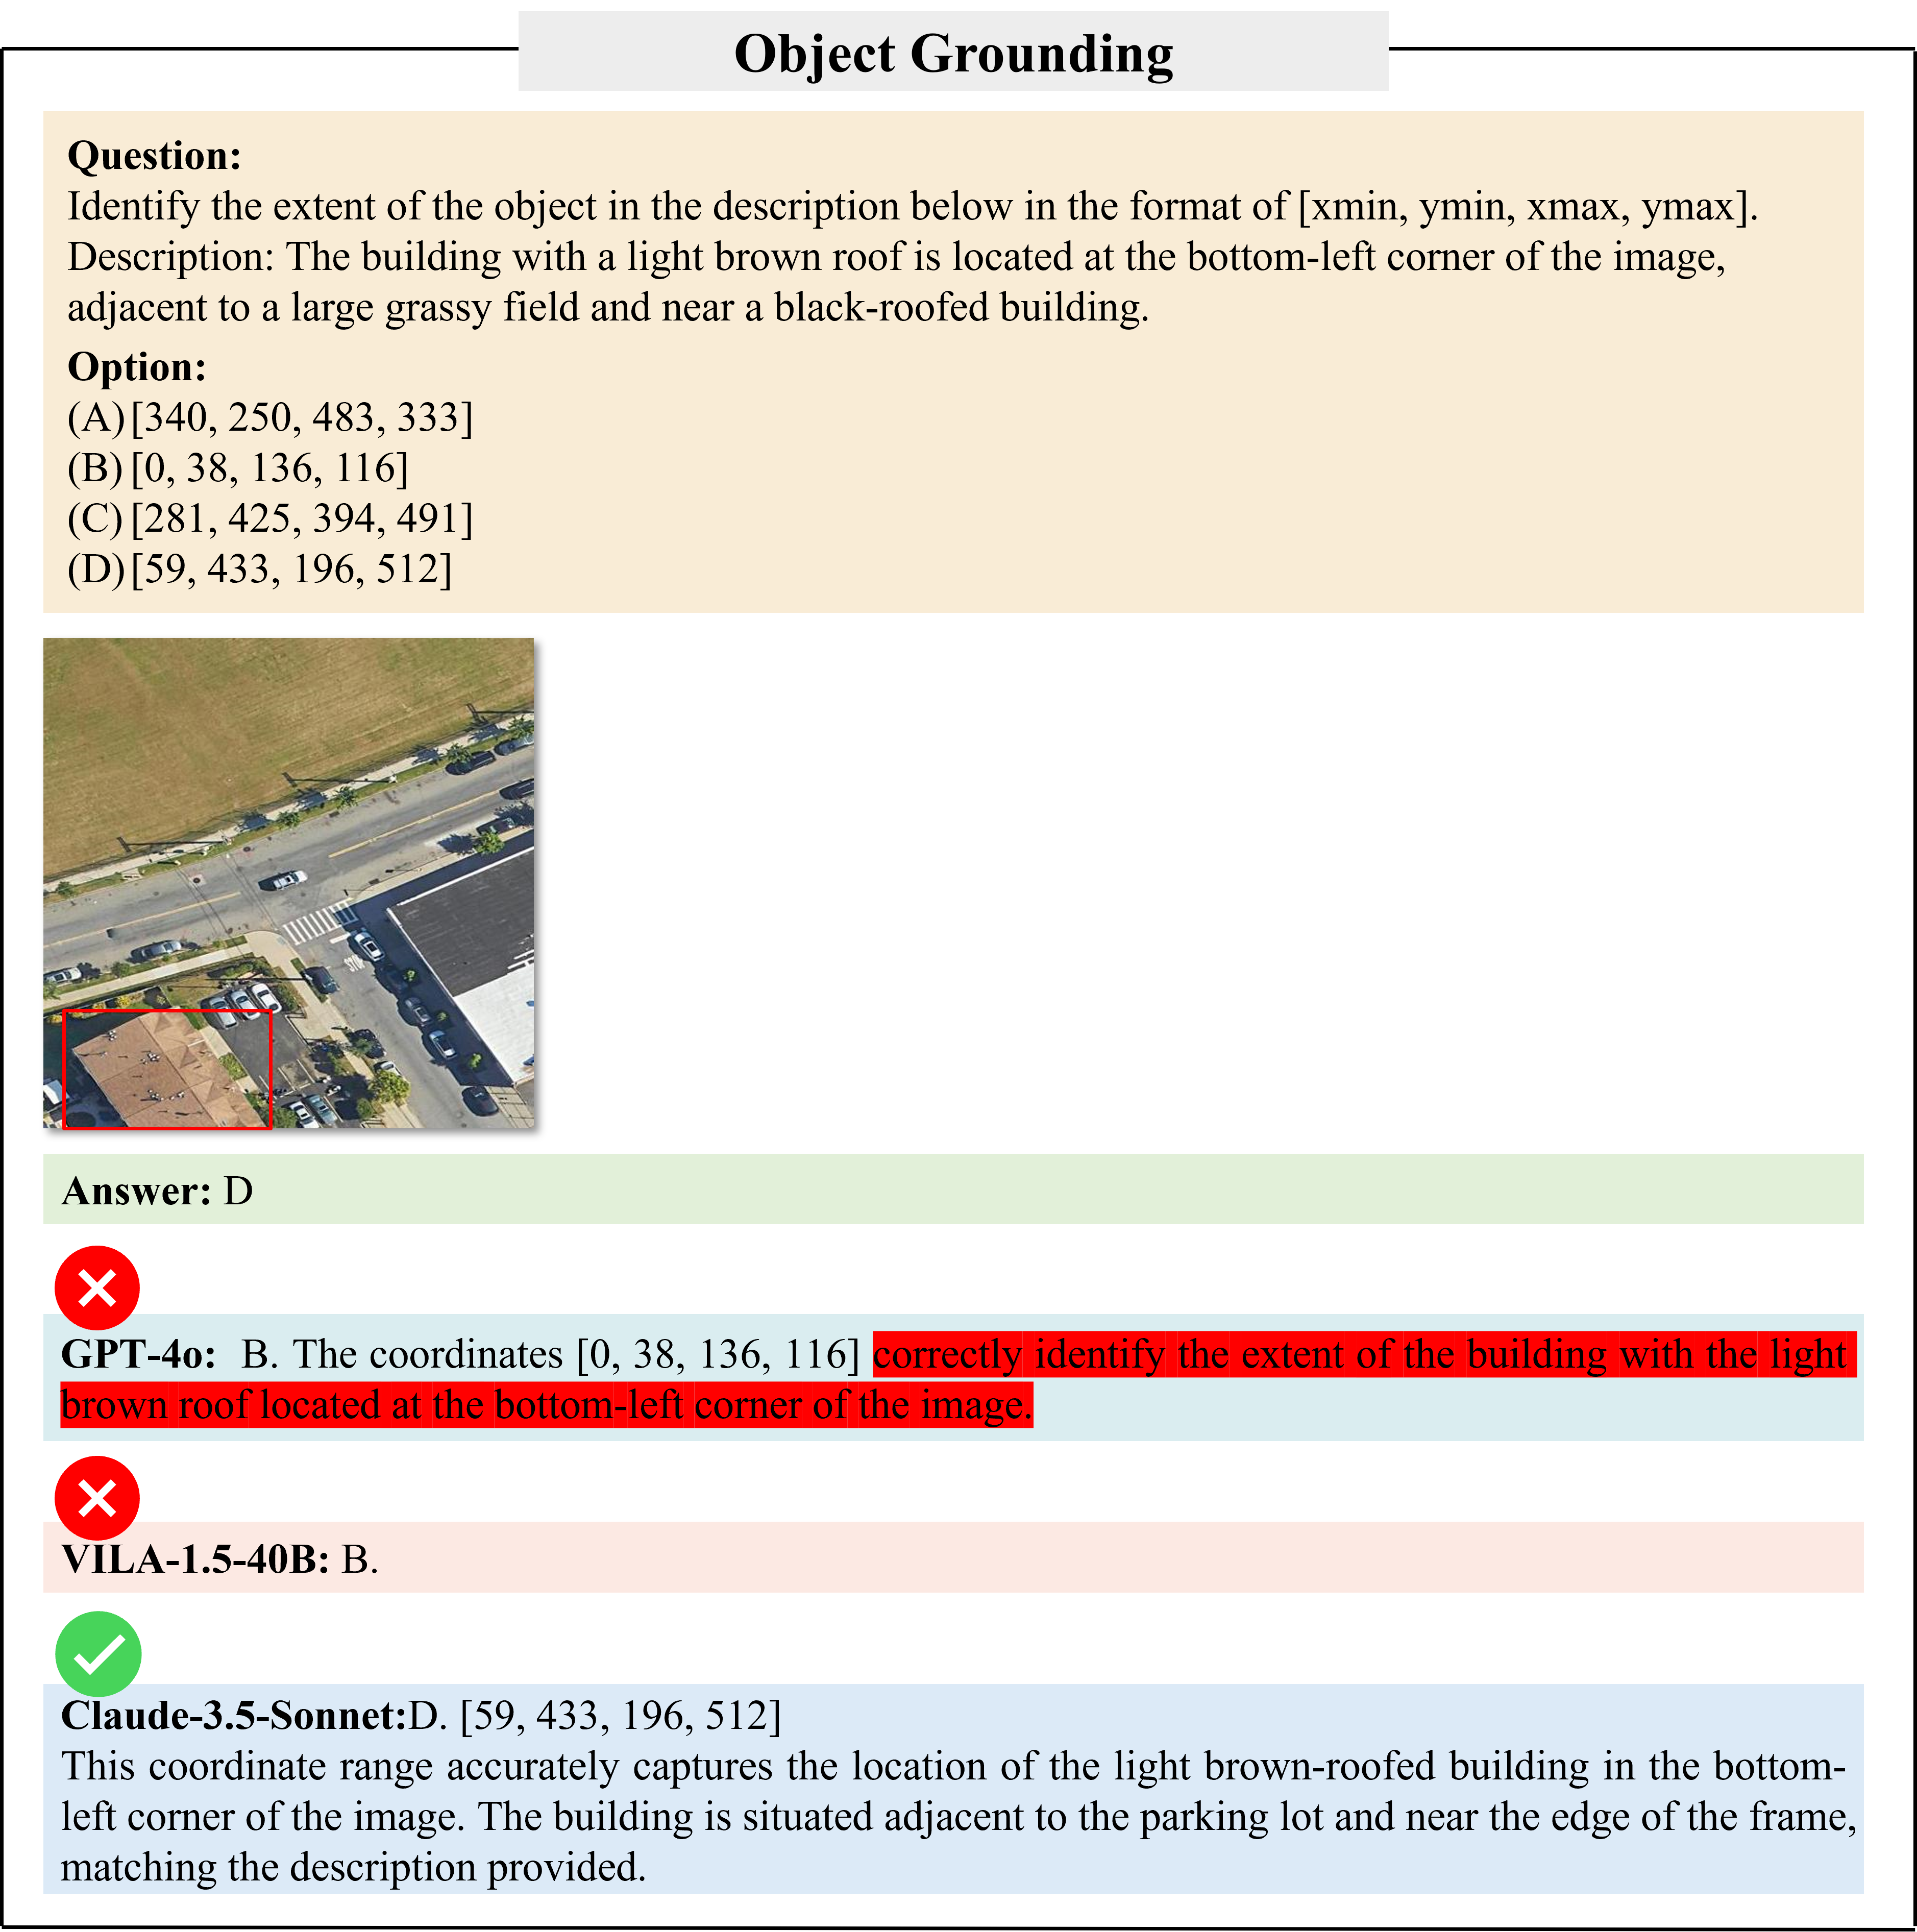 Object Grounding
Question:
Identify the extent of the object in the description below in the format of [xmin, ymin, xmax, ymax].
Description: The building with a light brown roof is located at the bottom-left corner of the image,
adjacent to a large grassy field and near a black-roofed building.
Option:
(A)[340, 250, 483, 333]
(B)[0, 38, 136, 116]
(C)[281, 425, 394, 491]
(D)[59, 433, 196, 512]
Answer: D
GPT-4o: B. The coordinates [0, 38, 136, 116] correctly identify the extent of the building with the light
brown roof located at the bottom-left corner of the image.
VILA-1.5-40B: B.
Claude-3.5-Sonnet:D. [59, 433, 196, 512]
This coordinate range accurately captures the location of the light brown-roofed building in the bottom-
left corner of the image. The building is situated adjacent to the parking lot and near the edge of the frame,
matching the description provided.